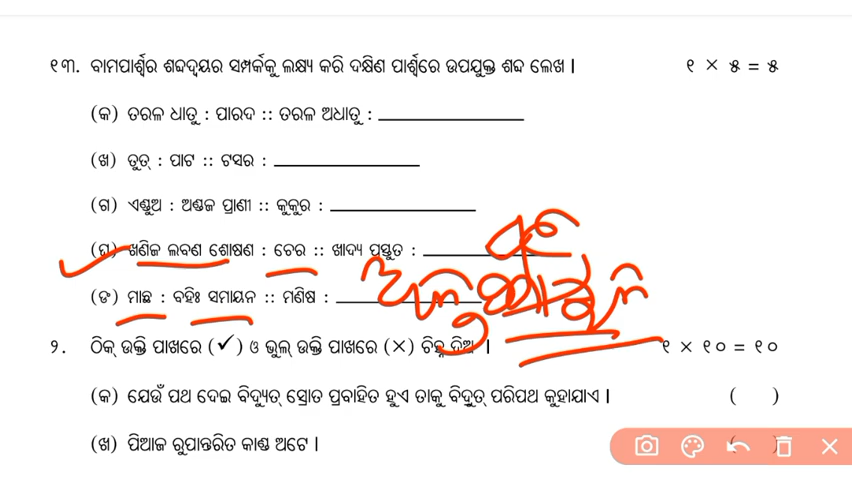 ୧୩. ବାମପାର୍ଶ୍ୱର ଶବ୍ଦଦ୍ୱୟର ସମ୍ପର୍କକୁ ଲକ୍ଷ୍ୟ କରି ଦକ୍ଷିଣ ପାର୍ଶ୍ୱରେ ଉପଯୁକ୍ତ ଶବ୍ଦ ଲେଖ । ୧ × ୫ = ୫
(କ) ତରଳ ଧାତୁ : ପାରଦ :: ତରଳ ଅଧାତୁ :
(ଖ) ତୁତ୍ : ପାଟ :: ଟସର :
(ଗ) ଏଣ୍ଡୁଅ : ଅଣ୍ଡଜ ପ୍ରାଣୀ :: କୁକୁର :
(ଘ) ଖଣିଜ ଲବଣ ଶୋଷଣ : ଚେର :: ଖାଦ୍ୟ ପ୍ରସ୍ତୁତ :
(ଙ) ମାଛ : ବହିଃ ସମାୟନ :: ମଣିଷ :
୨. ଠିକ୍ ଉକ୍ତି ପାଖରେ (✓) ଓ ଭୁଲ୍ ଉକ୍ତି ପାଖରେ (×) ଚିହ୍ନ ଦିଅ । ୧ × ୧୦ = ୧୦
(କ) ଯେଉଁ ପଥ ଦେଇ ବିଦ୍ୟୁତ୍ ସ୍ରୋତ ପ୍ରବାହିତ ହୁଏ ତାକୁ ବିଦ୍ୟୁତ୍ ପରିପଥ କୁହାଯାଏ । ( )
(ଖ) ପିଆଜ ରୂପାନ୍ତରିତ କାଣ୍ଡ ଅଟେ । ( )